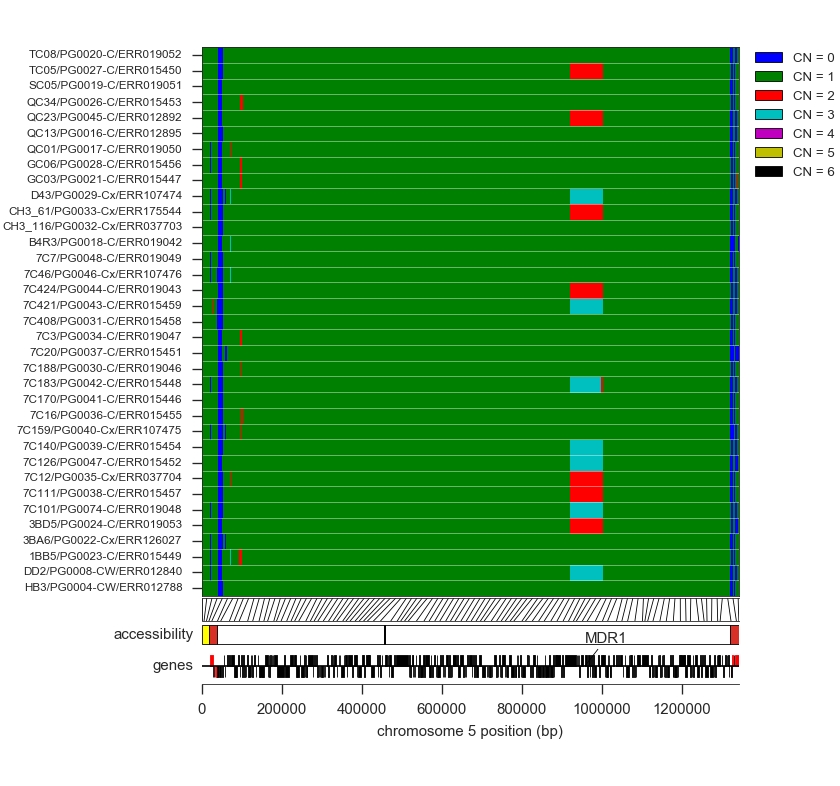 TC08/PG0020-C/ERR019052
TC05/PG0027-C/ERR015450
SC05/PG0019-C/ERR019051
QC34/PG0026-C/ERR015453
QC23/PG0045-C/ERR012892
QC13/PG0016-C/ERR012895
QC01/PG0017-C/ERR019050
GC06/PG0028-C/ERR015456
GC03/PG0021-C/ERR015447
D43/PG0029-Cx/ERR107474
CH3_61/PG0033-Cx/ERR175544
CH3_116/PG0032-Cx/ERR037703
B4R3/PG0018-C/ERR019042
7C7/PG0048-C/ERR019049
7C46/PG0046-Cx/ERR107476
7C424/PG0044-C/ERR019043
7C421/PG0043-C/ERR015459
7C408/PG0031-C/ERR015458
7C3/PG0034-C/ERR019047
7C20/PG0037-C/ERR015451
7C188/PG0030-C/ERR019046
7C183/PG0042-C/ERR015448
7C170/PG0041-C/ERR015446
7C16/PG0036-C/ERR015455
7C159/PG0040-Cx/ERR107475
7C140/PG0039-C/ERR015454
7C126/PG0047-C/ERR015452
7C12/PG0035-Cx/ERR037704
7C111/PG0038-C/ERR015457
7C101/PG0074-C/ERR019048
3BD5/PG0024-C/ERR019053
3BA6/PG0022-Cx/ERR126027
1BB5/PG0023-C/ERR015449
DD2/PG0008-CW/ERR012840
HB3/PG0004-CW/ERR012788
CN = 0
CN = 1
CN = 2
CN = 3
CN = 4
CN = 5
CN = 6
accessibility
MDR1
genes
0 200000 400000 600000 800000 1000000 1200000
chromosome 5 position (bp)